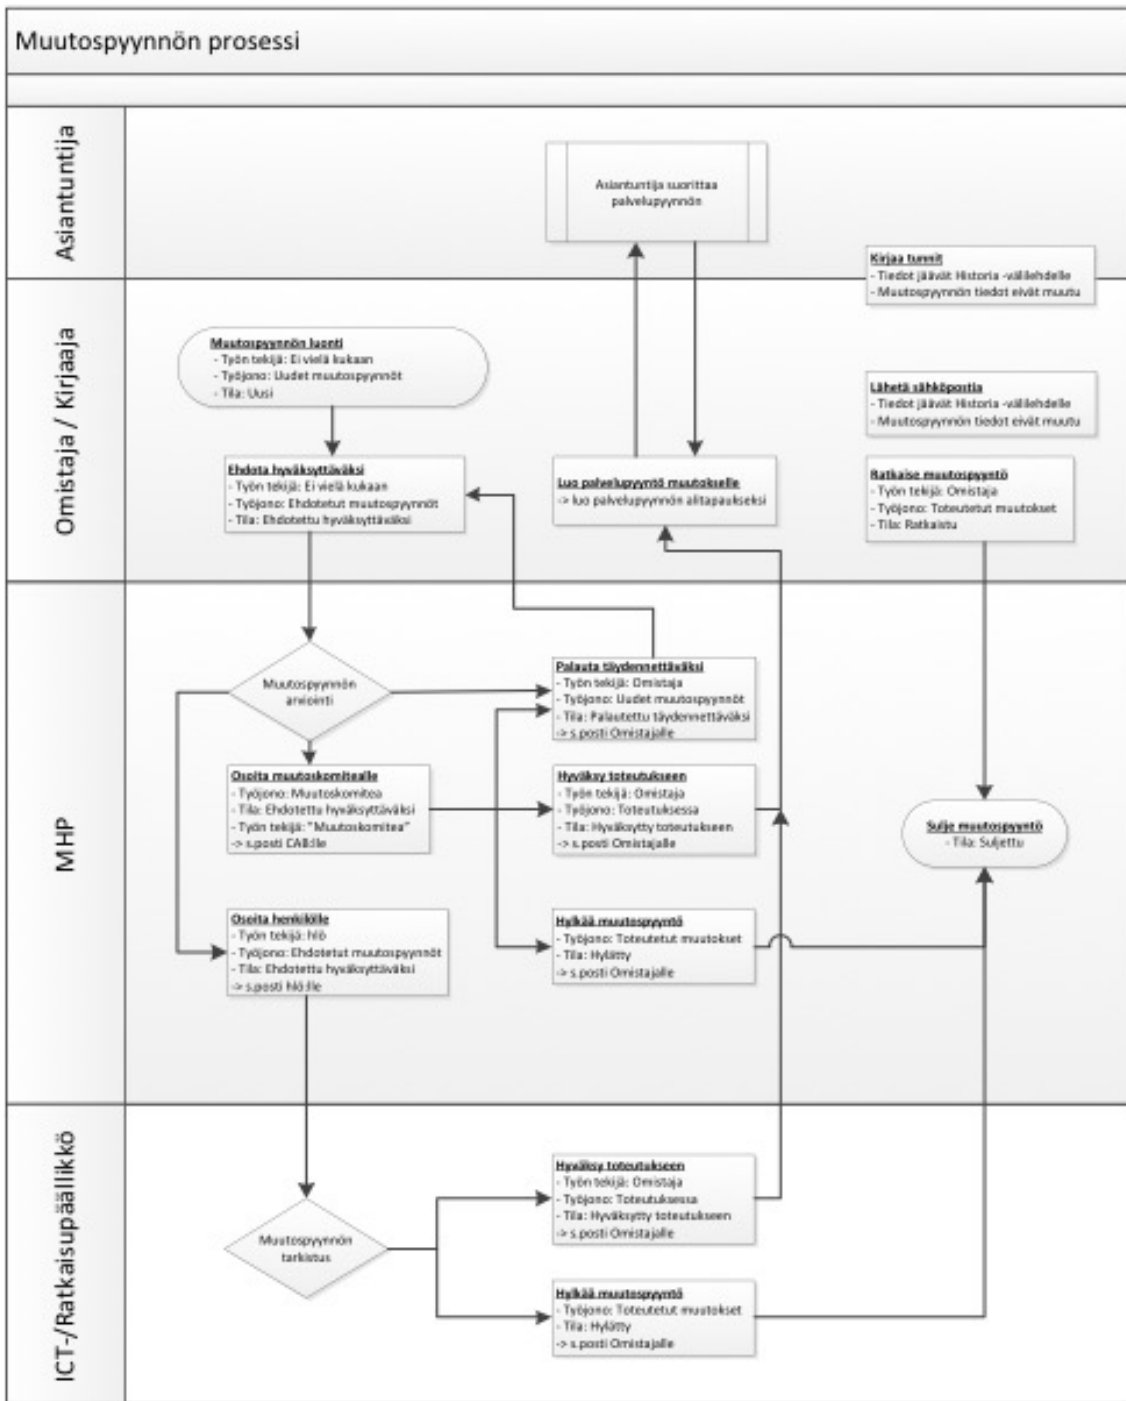 Muutospyynnön prosessi
Asiantuntija
Asiantuntija suorittaa
palvelupyynnön
Kirjaa tunnit
- Tiedot jäävät Historia -välilehdelle
- Muutospyynnön tiedot eivät muutu
Omistaja / Kirjaaja
Muutospyynnön luonti
- Työn tekijä: Ei vielä kukaan
- Työjono: Uudet muutospyynnöt
- Tila: Uusi
Lähetä sähköpostia
- Tiedot jäävät Historia -välilehdelle
- Muutospyynnön tiedot eivät muutu
Ehdota hyväksyttäväksi
- Työn tekijä: Ei vielä kukaan
- Työjono: Ehdotetut muutospyynnöt
- Tila: Ehdotettu hyväksyttäväksi
Luo palvelupyyntö muutokselle
-> luo palvelupyynnön alitapaukseksi
Ratkaise muutospyyntö
- Työn tekijä: Omistaja
- Työjono: Toteutetut muutokset
- Tila: Ratkaistu
MHP
Muutospyynnön
arviointi
Palauta täydennettäväksi
- Työn tekijä: Omistaja
- Työjono: Uudet muutospyynnöt
- Tila: Palautettu täydennettäväksi
-> s.posti Omistajalle
Osoita muutoskomitealle
- Työjono: Muutoskomitea
- Tila: Ehdotettu hyväksyttäväksi
- Työn tekijä: "Muutoskomitea"
-> s.posti CAB:lle
Hyväksy toteutukseen
- Työn tekijä: Omistaja
- Työjono: Toteutuksessa
- Tila: Hyväksytty toteutukseen
-> s.posti Omistajalle
Sulje muutospyyntö
- Tila: Suljettu
Osoita henkilölle
- Työn tekijä: hlö
- Työjono: Ehdotetut muutospyynnöt
- Tila: Ehdotettu hyväksyttäväksi
-> s.posti hlö:lle
Hylkää muutospyyntö
- Työjono: Toteutetut muutokset
- Tila: Hylätty
-> s.posti Omistajalle
ICT-/Ratkaisupäällikkö
Muutospyynnön
tarkistus
Hyväksy toteutukseen
- Työn tekijä: Omistaja
- Työjono: Toteutuksessa
- Tila: Hyväksytty toteutukseen
-> s.posti Omistajalle
Hylkää muutospyyntö
- Työjono: Toteutetut muutokset
- Tila: Hylätty
-> s.posti Omistajalle